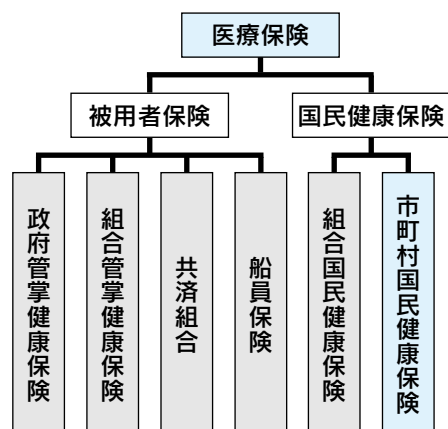 医療保険
被用者保険
国民健康保険
政府管掌健康保険
組合管掌健康保険
共済組合
船員保険
組合国民健康保険
市町村国民健康保険